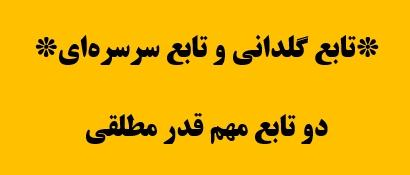 ❊تابع گلدانی و تابع سرسره‌ای❊
دو تابع مهم قدر مطلقی